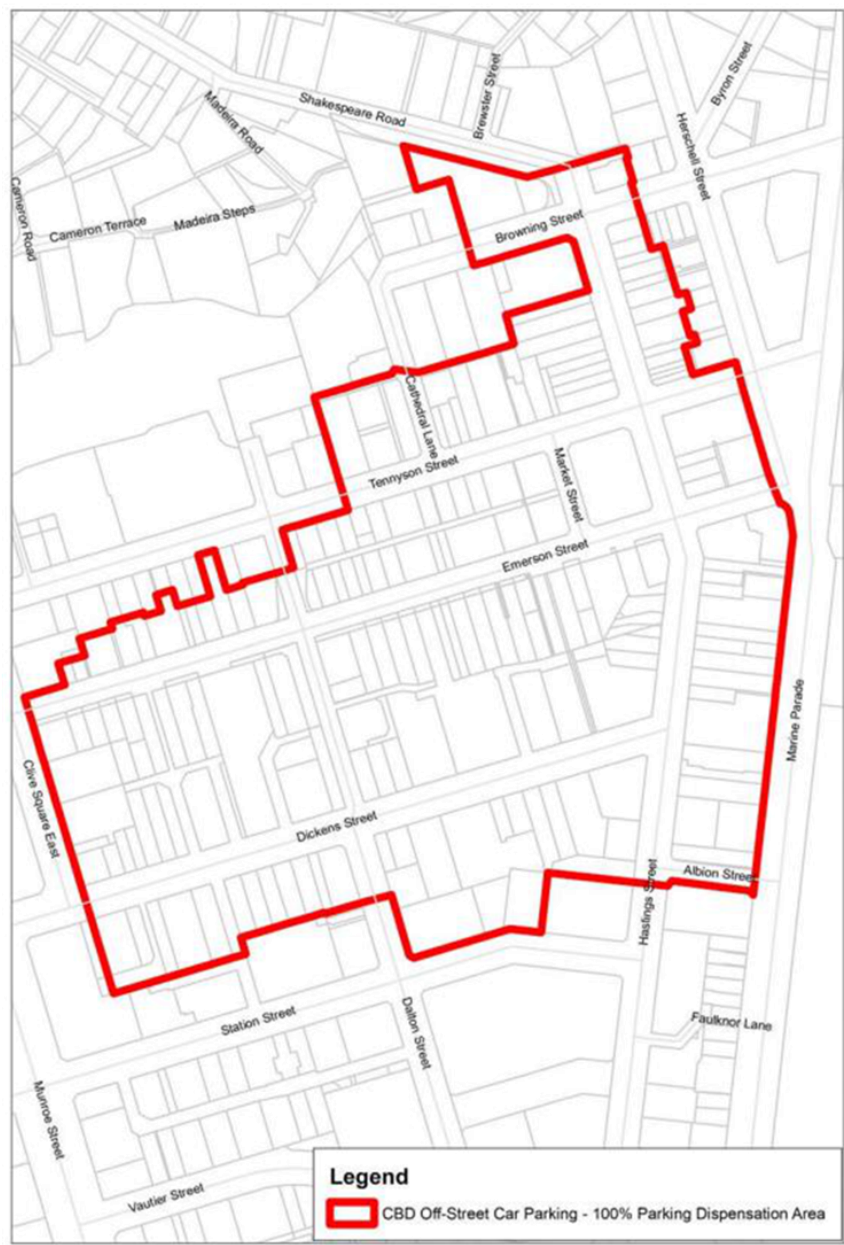 Brewster Street
Byron Street
Shakespeare Road
Madeira Road
Herschell Street
Cameron Road
Madeira Steps
Cameron Terrace
Browning Street
Cathedral Lane
Tennyson Street
Market Street
Emerson Street
Marine Parade
Clive Square East
Dickens Street
Albion Street
Hastings Street
Station Street
Dalton Street
Faulknor Lane
Munroe Street
Vautier Street
Legend
CBD Off-Street Car Parking - 100% Parking Dispensation Area